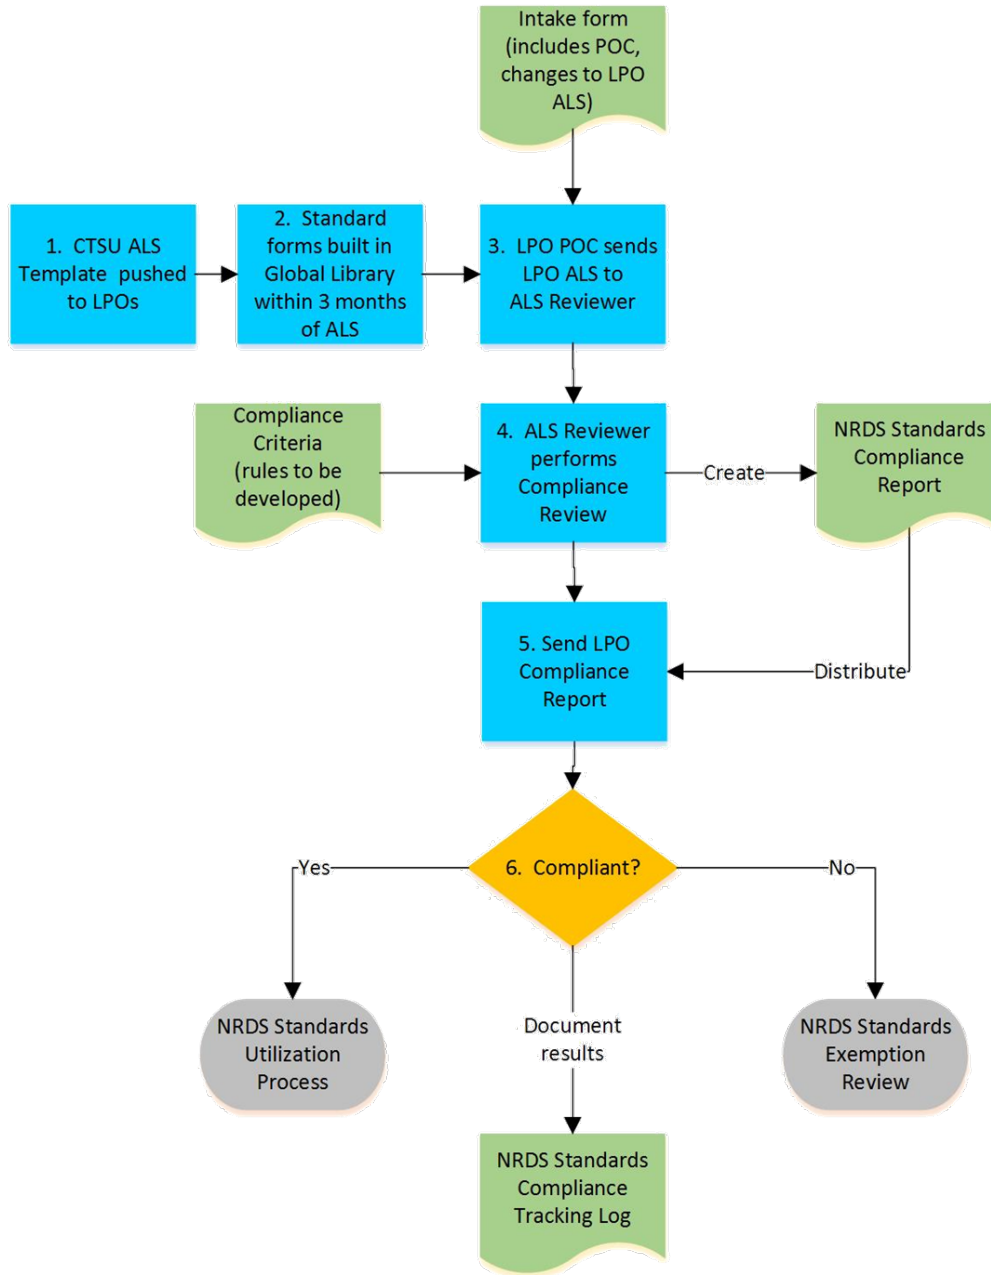 Intake form
(includes POC,
changes to LPO
ALS)
1. CTSU ALS
Template pushed
to LPOs
2. Standard
forms built in
Global Library
within 3 months
of ALS
3. LPO POC sends
LPO ALS to
ALS Reviewer
Compliance
Criteria
(rules to be
developed)
4. ALS Reviewer
performs
Compliance
Review
Create
NRDS Standards
Compliance
Report
5. Send LPO
Compliance
Report
Distribute
6. Compliant?
Yes
No
NRDS Standards
Utilization
Process
Document
results
NRDS Standards
Exemption
Review
NRDS Standards
Compliance
Tracking Log